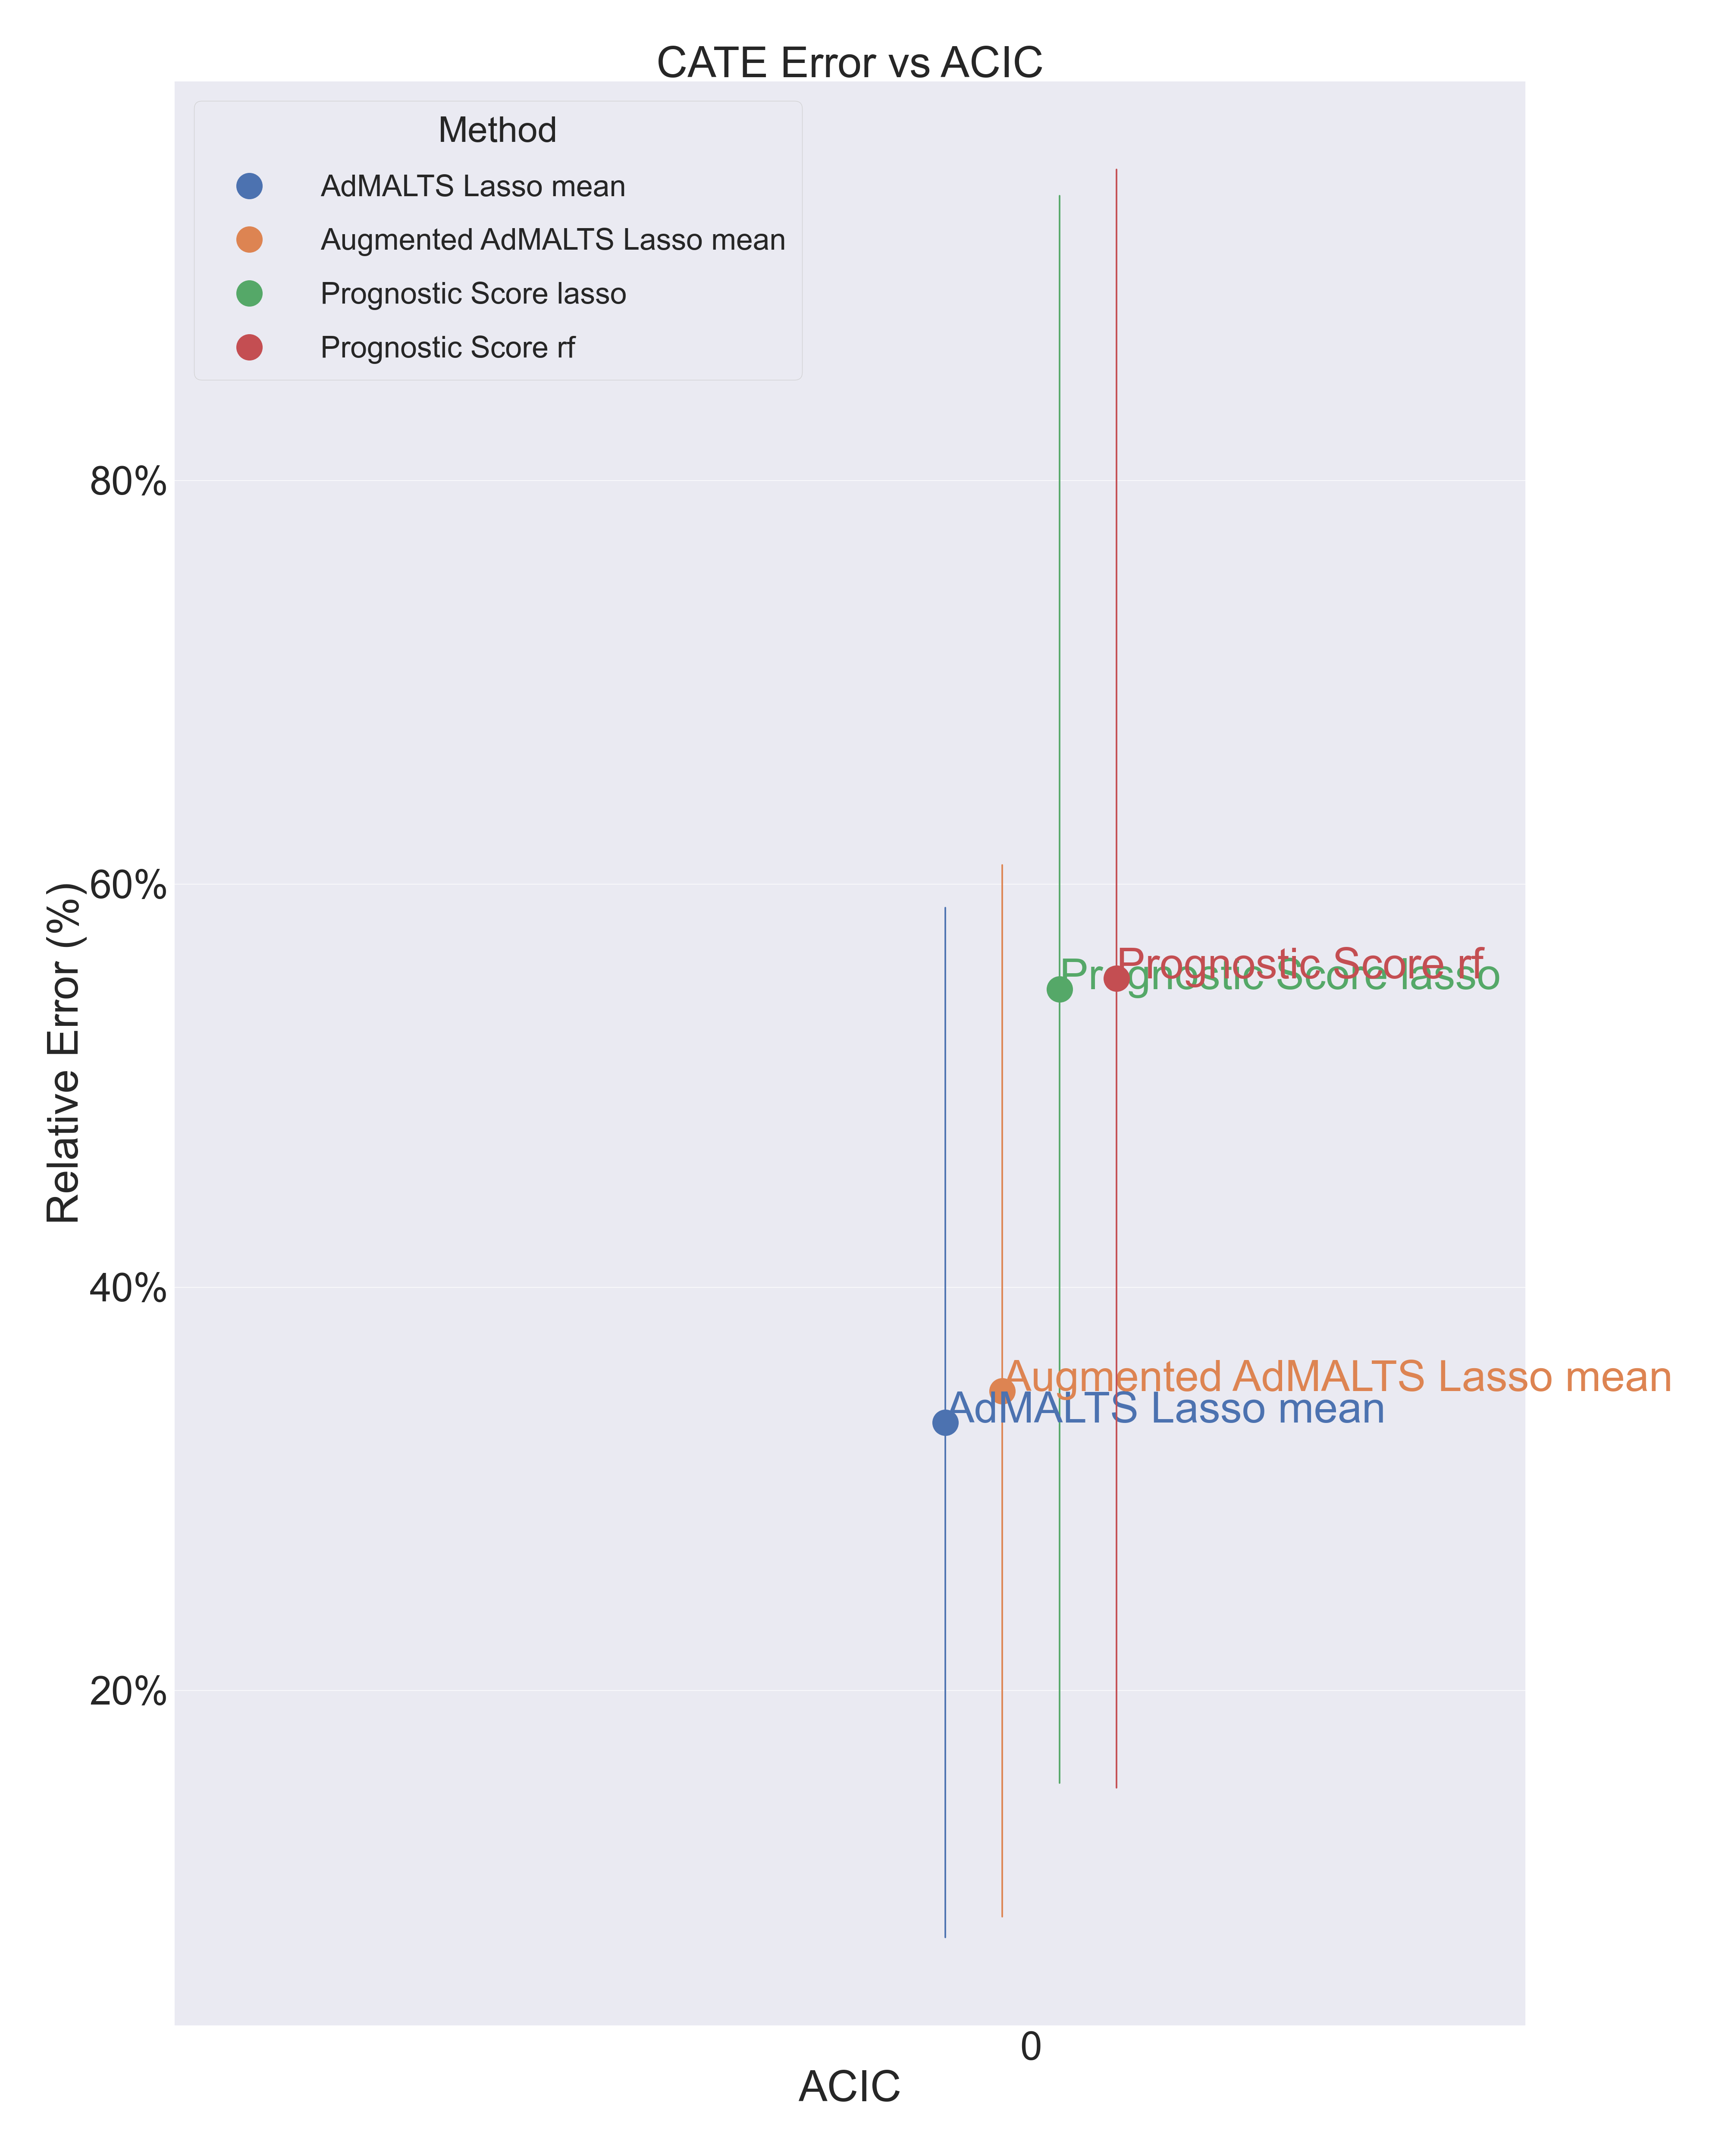 CATE Error vs ACIC
Method
AdMALTS Lasso mean
Augmented AdMALTS Lasso mean
Prognostic Score lasso
Prognostic Score rf
80%
60%
40%
20%
Relative Error (%)
Prognostic Score rf
Prognostic Score lasso
Augmented AdMALTS Lasso mean
AdMALTS Lasso mean
0
ACIC